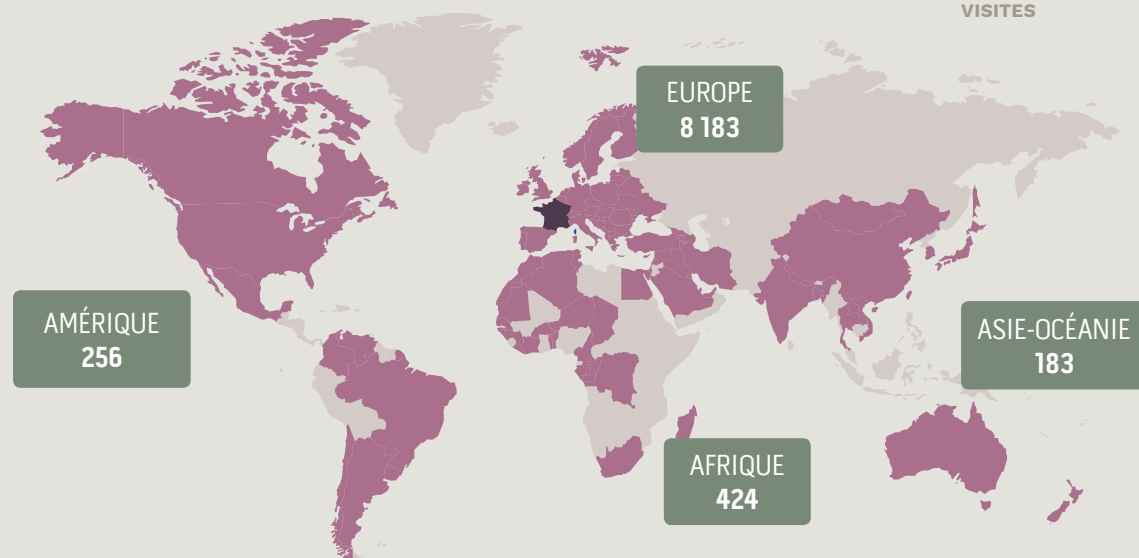 VISITES
EUROPE
8 183
AMÉRIQUE
256
ASIE-OCÉANIE
183
AFRIQUE
424